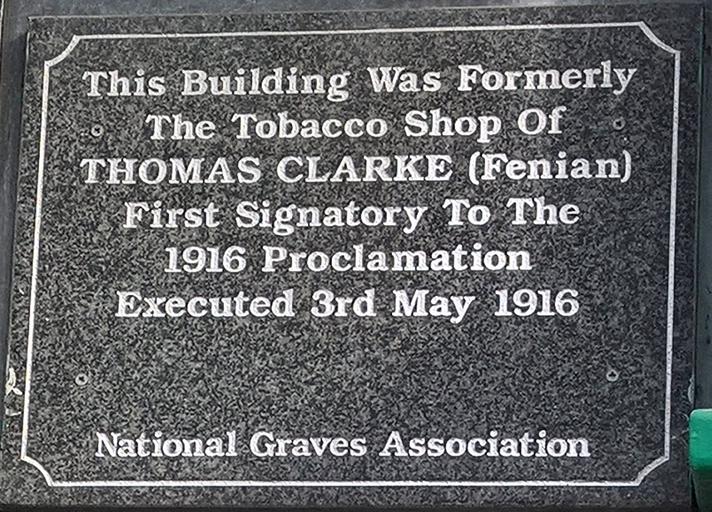 This Building Was Formerly
The Tobacco Shop Of
THOMAS CLARKE (Fenian)
First Signatory To The
1916 Proclamation
Executed 3rd May 1916
National Graves Association